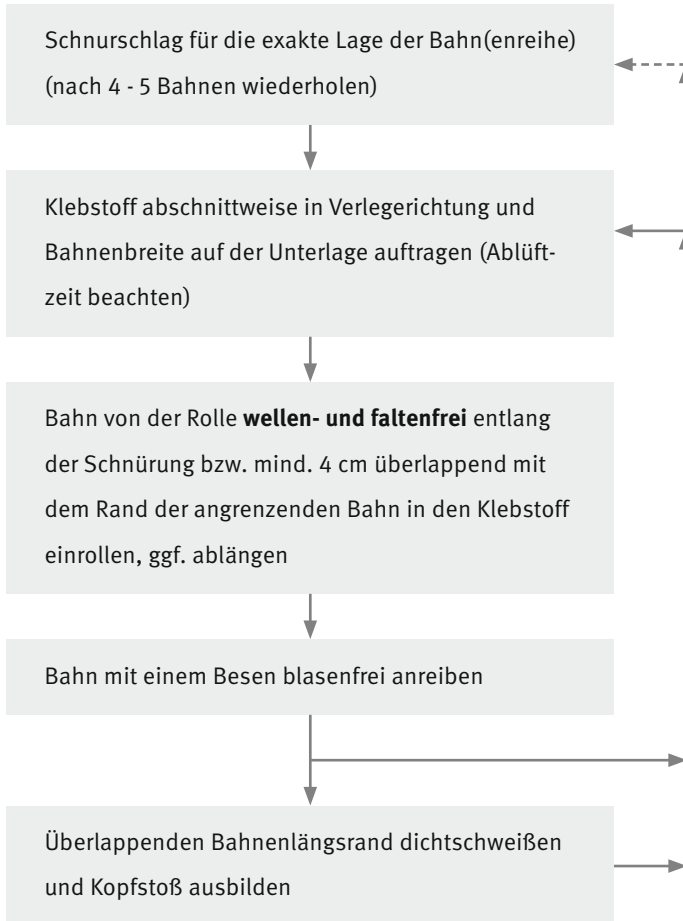 Schnurschlag für die exakte Lage der Bahn(enreihe)
(nach 4 - 5 Bahnen wiederholen)
Klebstoff abschnittweise in Verlegerichtung und
Bahnenbreite auf der Unterlage auftragen (Ablüft-
zeit beachten)
Bahn von der Rolle wellen- und faltenfrei entlang
der Schnürung bzw. mind. 4 cm überlappend mit
dem Rand der angrenzenden Bahn in den Klebstoff
einrollen, ggf. ablängen
Bahn mit einem Besen blasenfrei anreiben
Überlappenden Bahnenlängsrand dichtschweißen
und Kopfstoß ausbilden